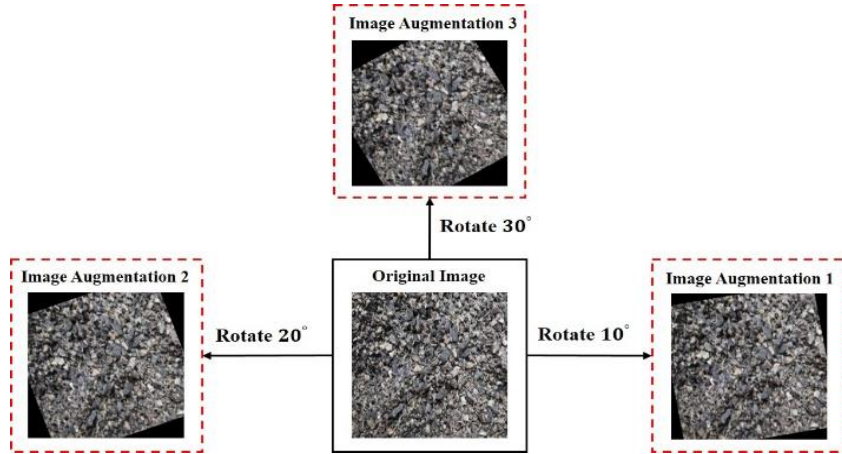 Image Augmentation 3
Rotate 30°
Image Augmentation 2
Original Image
Image Augmentation 1
Rotate 20°
Rotate 10°